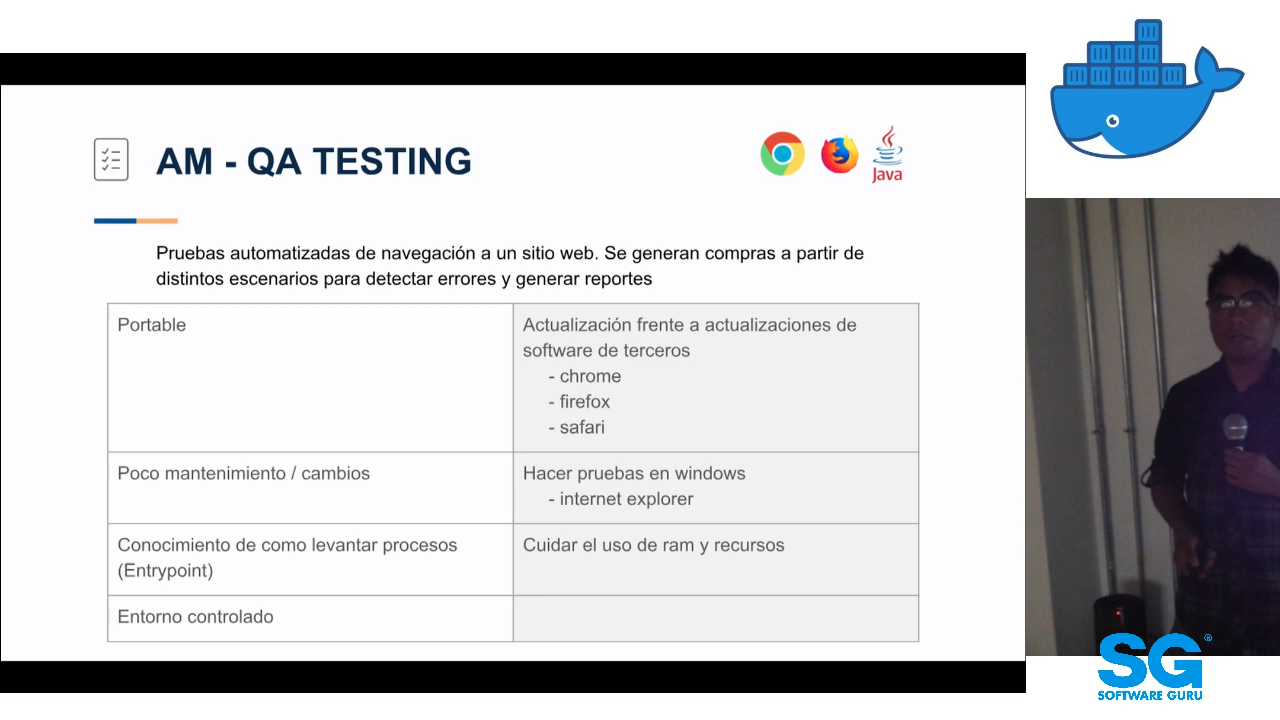 AM - QA TESTING
Java
Pruebas automatizadas de navegación a un sitio web. Se generan compras a partir de
distintos escenarios para detectar errores y generar reportes
Portable
Actualización frente a actualizaciones de
software de terceros
- chrome
- firefox
- safari
Poco mantenimiento / cambios
Hacer pruebas en windows
- internet explorer
Conocimiento de como levantar procesos
(Entrypoint)
Cuidar el uso de ram y recursos
Entorno controlado
SG®
SOFTWARE GURU